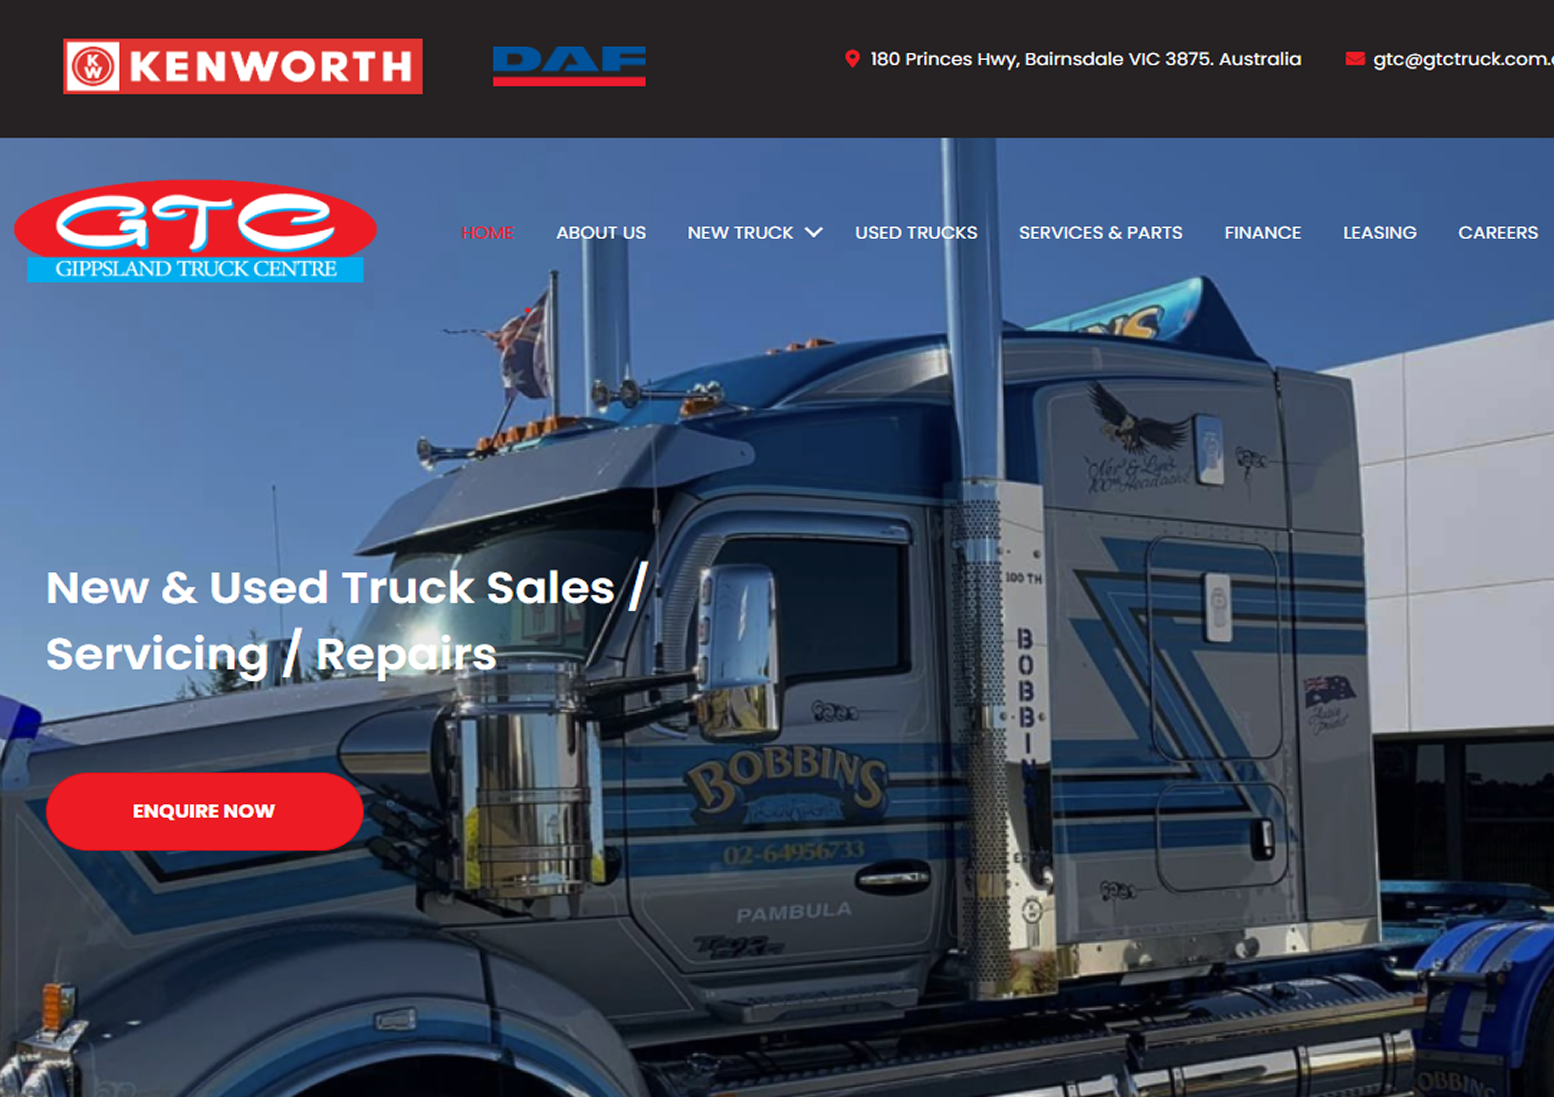 KW KENWORTH
DAF
180 Princes Hwy, Bairnsdale VIC 3875. Australia
gtc@gtctruck.com.
GTC
GIPPSLAND TRUCK CENTRE
HOME
ABOUT US
NEW TRUCK
USED TRUCKS
SERVICES & PARTS
FINANCE
LEASING
CAREERS
New & Used Truck Sales /
Servicing / Repairs
ENQUIRE NOW
100 TH
BOBBINS
BOBBINS
02-64956733
PAMBULA
Aussie
BOBBINS